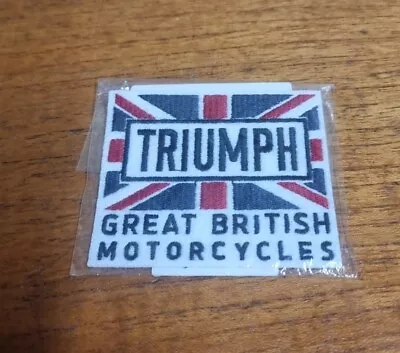 TRIUMPH
GREAT BRITISH
MOTORCYCLES